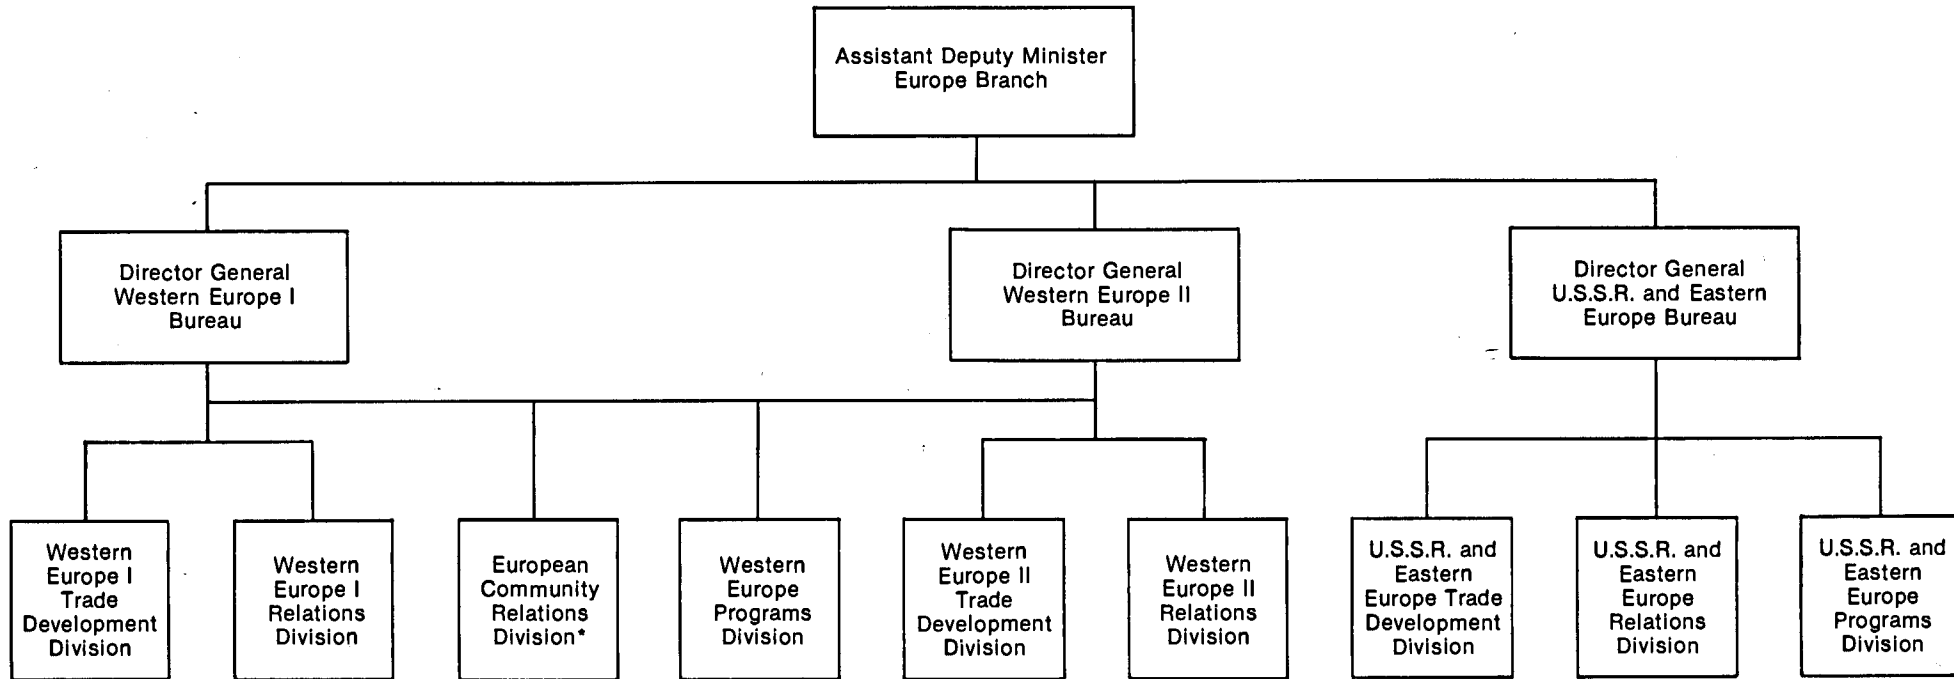 Assistant Deputy Minister
Europe Branch
Director General
Western Europe I
Bureau
Director General
Western Europe II
Bureau
Director General
U.S.S.R. and Eastern
Europe Bureau
Western
Europe I
Trade
Development
Division
Western
Europe I
Relations
Division
European
Community
Relations
Division*
Western
Europe
Programs
Division
Western
Europe II
Trade
Development
Division
Western
Europe II
Relations
Division
U.S.S.R. and
Eastern
Europe Trade
Development
Division
U.S.S.R. and
Eastern
Europe
Relations
Division
U.S.S.R. and
Eastern
Europe
Programs
Division